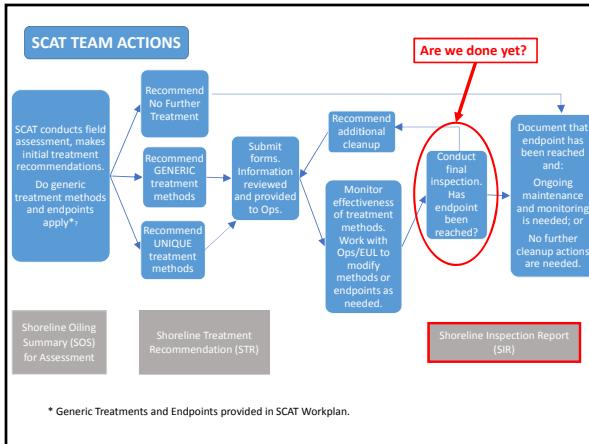 SCAT TEAM ACTIONS
Are we done yet?
SCAT conducts field
assessment, makes
initial treatment
recommendations.
Do generic
treatment methods
and endpoints
apply*?
Recommend
No Further
Treatment
Recommend
GENERIC
treatment
methods
Recommend
UNIQUE
treatment
methods
Submit
forms.
Information
reviewed
and provided
to Ops.
Recommend
additional
cleanup
Monitor
effectiveness
of treatment
methods.
Work with
Ops/EUL to
modify
methods or
endpoints as
needed.
Conduct
final
inspection.
Has
endpoint
been
reached?
Document that
endpoint has
been reached
and:
Ongoing
maintenance
and monitoring
is needed; or
No further
cleanup actions
are needed.
Shoreline Oiling
Summary (SOS)
for Assessment
Shoreline Treatment
Recommendation (STR)
Shoreline Inspection Report
(SIR)
* Generic Treatments and Endpoints provided in SCAT Workplan.